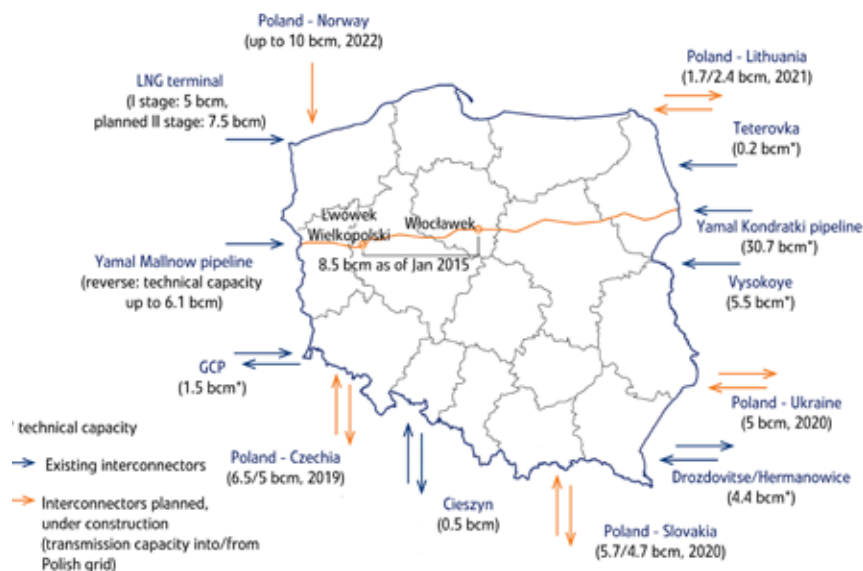 Poland - Norway
(up to 10 bcm, 2022)
LNG terminal
(I stage: 5 bcm,
planned II stage: 7.5 bcm)
Poland - Lithuania
(1.7/2.4 bcm, 2021)
Teterovka
(0.2 bcm*)
Lwówek
Wielkopolski
Włocławek
8.5 bcm as of Jan 2015
Yamal Kondratki pipeline
(30.7 bcm*)
Yamal Mallnow pipeline
(reverse: technical capacity
up to 6.1 bcm)
Vysokoye
(5.5 bcm*)
GCP
(1.5 bcm*)
Poland - Ukraine
(5 bcm, 2020)
Drozdovitse/Hermanowice
(4.4 bcm*)
Poland - Czechia
(6.5/5 bcm, 2019)
Cieszyn
(0.5 bcm)
Poland - Slovakia
(5.7/4.7 bcm, 2020)
' technical capacity
Existing interconnectors
Interconnectors planned,
under construction
(transmission capacity into/from
Polish grid)